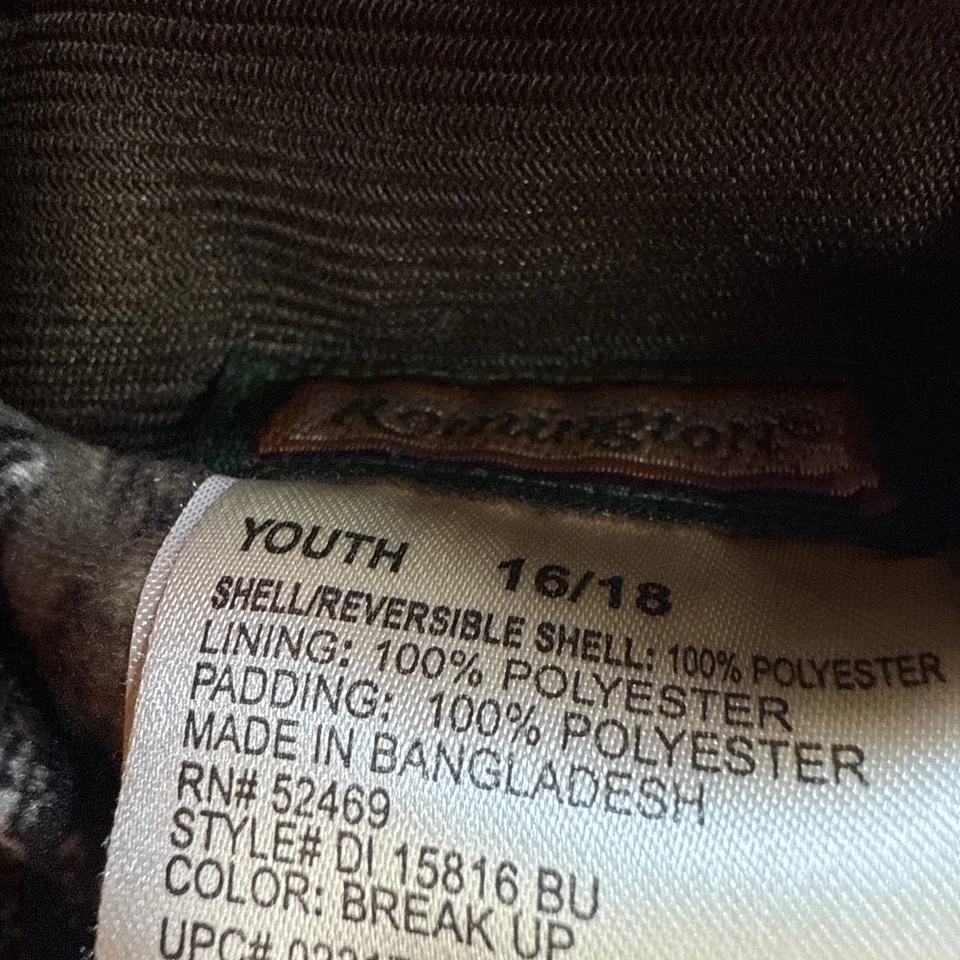 Remington®
YOUTH 16/18
SHELL/REVERSIBLE SHELL: 100% POLYESTER
LINING: 100% POLYESTER
PADDING: 100% POLYESTER
MADE IN BANGLADESH
RN# 52469
STYLE# DI 15816 BU
COLOR: BREAK UP
UPC#